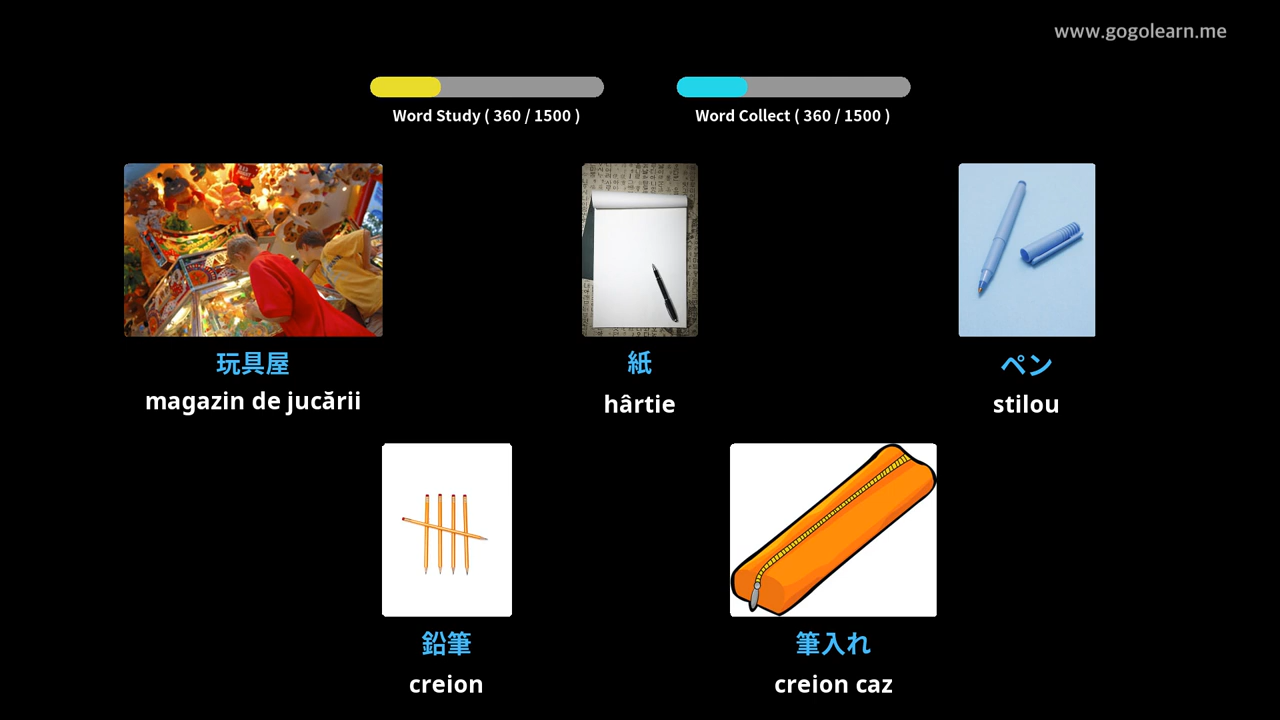 www.gogolearn.me
Word Study ( 360 / 1500 )
Word Collect ( 360 / 1500 )
玩具屋
magazin de jucării
紙
hârtie
ペン
stilou
鉛筆
creion
筆入れ
creion caz